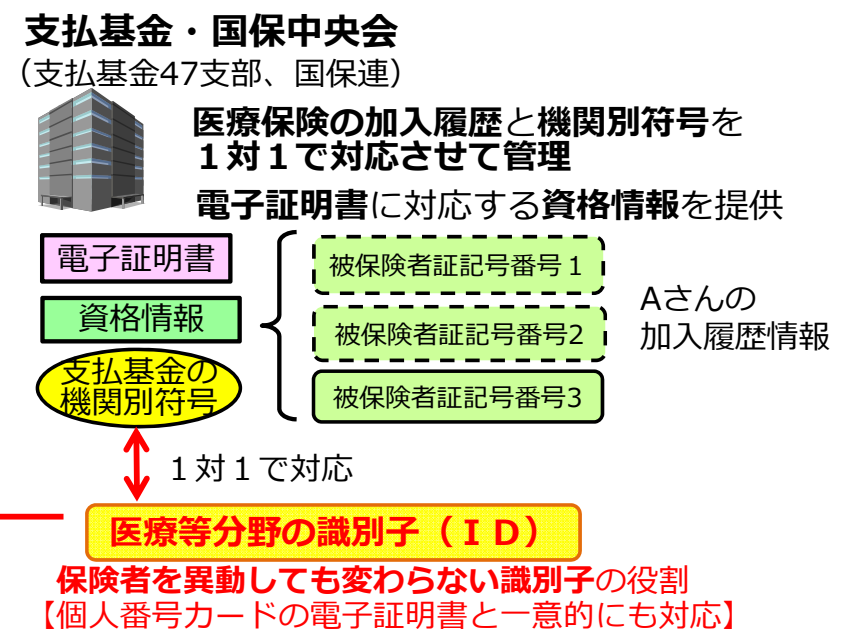 支払基金・国保中央会
（支払基金47支部、国保連）
医療保険の加入履歴と機関別符号を
１対１で対応させて管理
電子証明書に対応する資格情報を提供
電子証明書
資格情報
支払基金の
機関別符号
被保険者証記号番号１
被保険者証記号番号2
被保険者証記号番号3
Aさんの
加入履歴情報
１対１で対応
医療等分野の識別子（ＩＤ）
保険者を異動しても変わらない識別子の役割
【個人番号カードの電子証明書と一意的にも対応】